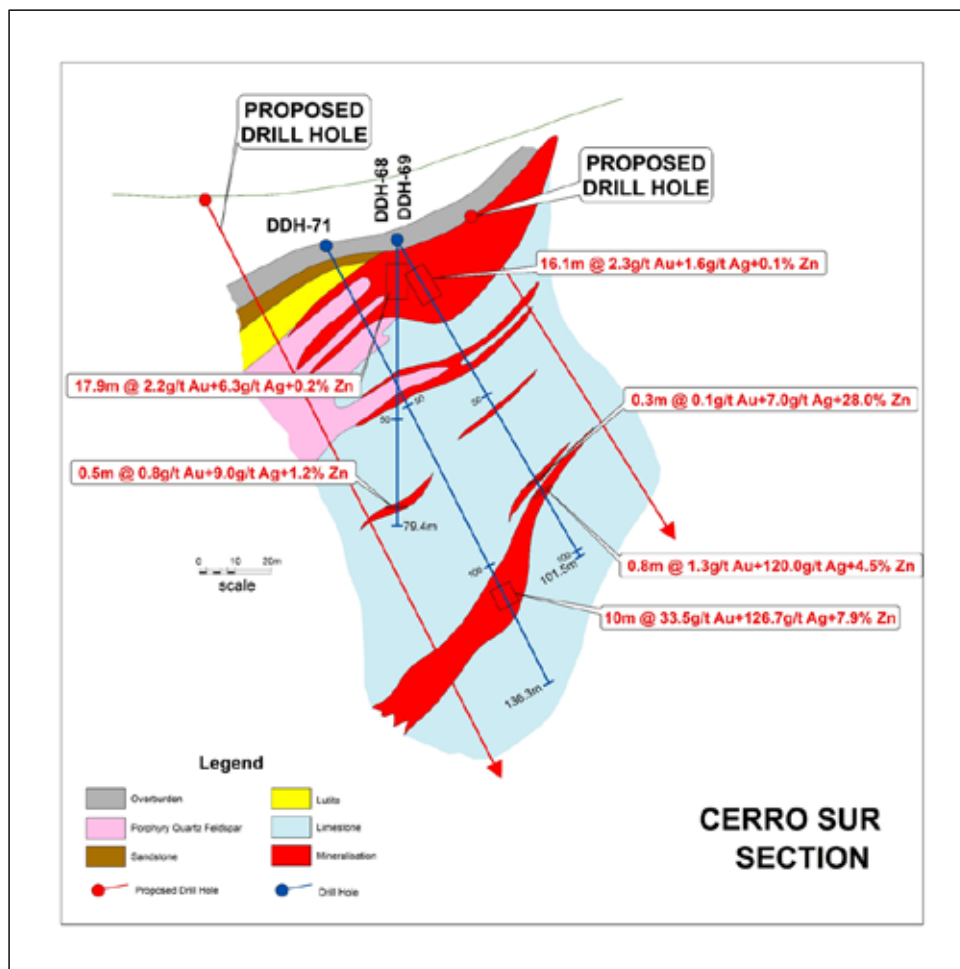 PROPOSED
DRILL HOLE
DDH-68
DDH-69
PROPOSED
DRILL HOLE
DDH-71
16.1m @ 2.3g/t Au+1.6g/t Ag+0.1% Zn
17.9m @ 2.2g/t Au+6.3g/t Ag+0.2% Zn
0.3m @ 0.1g/t Au+7.0g/t Ag+28.0% Zn
50
50
50
0.5m @ 0.8g/t Au+9.0g/t Ag+1.2% Zn
79.4m
0 10 20m
scale
100
100
101.5m
0.8m @ 1.3g/t Au+120.0g/t Ag+4.5% Zn
10m @ 33.5g/t Au+126.7g/t Ag+7.9% Zn
136.3m
Legend
Overburden
Lutite
Porphyry Quartz Feldspar
Limestone
Sandstone
Mineralisation
Proposed Drill Hole
Drill Hole
CERRO SUR
SECTION